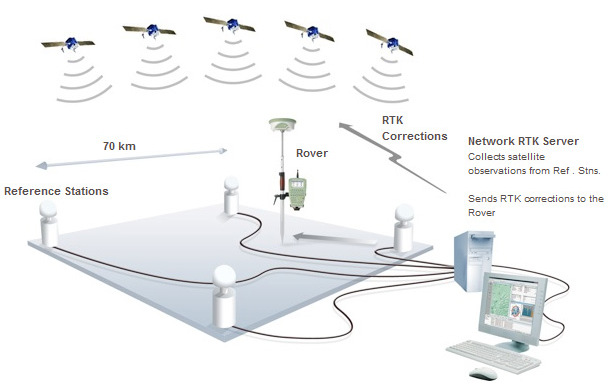 70 km
Rover
RTK
Corrections
Network RTK Server
Collects satellite
observations from Ref . Stns.
Sends RTK corrections to the
Rover
Reference Stations